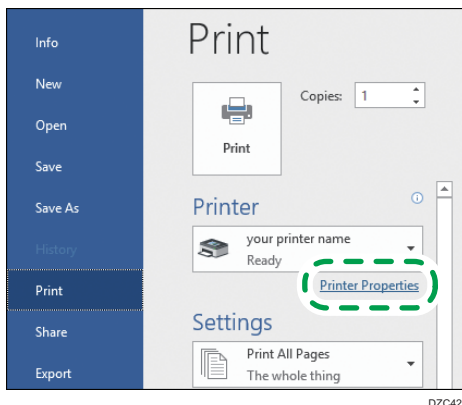 Info
New
Open
Save
Save As
History
Print
Share
Export
Print
Copies: 1
Print
Printer
your printer name
Ready
Printer Properties
Settings
Print All Pages
The whole thing
DZC42